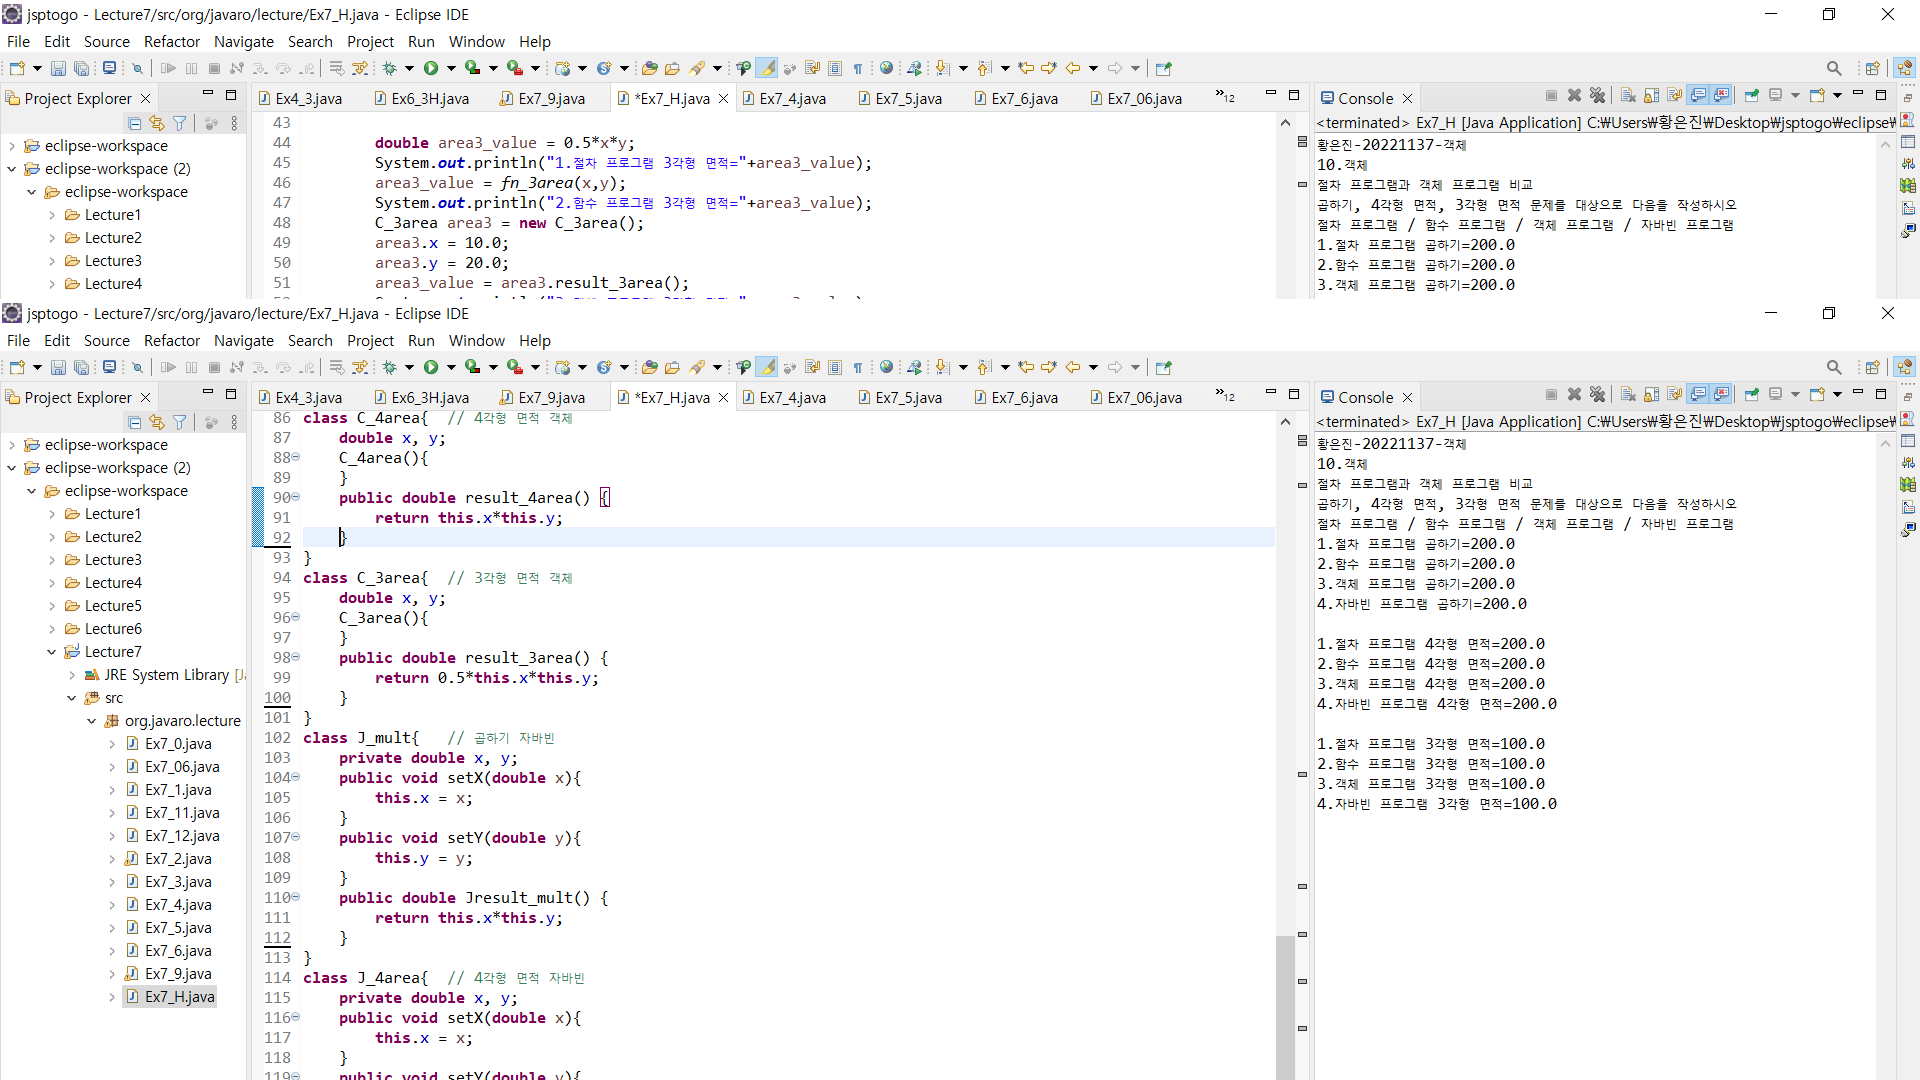 jsptogo - Lecture7/src/org/javaro/lecture/Ex7_H.java - Eclipse IDE
File Edit Source Refactor Navigate Search Project Run Window Help
Project Explorer
eclipse-workspace
eclipse-workspace (2)
eclipse-workspace
Lecture1
Lecture2
Lecture3
Lecture4
Ex4_3.java Ex6_3H.java Ex7_9.java *Ex7_H.java Ex7_4.java Ex7_5.java Ex7_6.java Ex7_06.java »12
43
44 double area3_value = 0.5*x*y;
45 System.out.println("1.절차 프로그램 3각형 면적="+area3_value);
46 area3_value = fn_3area(x,y);
47 System.out.println("2.함수 프로그램 3각형 면적="+area3_value);
48 C_3area area3 = new C_3area();
49 area3.x = 10.0;
50 area3.y = 20.0;
51 area3_value = area3.result_3area();
Console
<terminated> Ex7_H [Java Application] C:₩Users₩황은진₩Desktop₩jsptogo₩eclipse₩
황은진-20221137-객체
10.객체
절차 프로그램과 객체 프로그램 비교
곱하기, 4각형 면적, 3각형 면적 문제를 대상으로 다음을 작성하시오
절차 프로그램 / 함수 프로그램 / 객체 프로그램 / 자바빈 프로그램
1.절차 프로그램 곱하기=200.0
2.함수 프로그램 곱하기=200.0
3.객체 프로그램 곱하기=200.0
jsptogo - Lecture7/src/org/javaro/lecture/Ex7_H.java - Eclipse IDE
File Edit Source Refactor Navigate Search Project Run Window Help
Project Explorer
eclipse-workspace
eclipse-workspace (2)
eclipse-workspace
Lecture1
Lecture2
Lecture3
Lecture4
Lecture5
Lecture6
Lecture7
JRE System Library [J
src
org.javaro.lecture
Ex7_0.java
Ex7_06.java
Ex7_1.java
Ex7_11.java
Ex7_12.java
Ex7_2.java
Ex7_3.java
Ex7_4.java
Ex7_5.java
Ex7_6.java
Ex7_9.java
Ex7_H.java
Ex4_3.java Ex6_3H.java Ex7_9.java *Ex7_H.java Ex7_4.java Ex7_5.java Ex7_6.java Ex7_06.java »12
86 class C_4area{ // 4각형 면적 객체
87 double x, y;
88 C_4area(){
89 }
90 public double result_4area() {
91 return this.x*this.y;
92 }
93 }
94 class C_3area{ // 3각형 면적 객체
95 double x, y;
96 C_3area(){
97 }
98 public double result_3area() {
99 return 0.5*this.x*this.y;
100 }
101 }
102 class J_mult{ // 곱하기 자바빈
103 private double x, y;
104 public void setX(double x){
105 this.x = x;
106 }
107 public void setY(double y){
108 this.y = y;
109 }
110 public double Jresult_mult() {
111 return this.x*this.y;
112 }
113 }
114 class J_4area{ // 4각형 면적 자바빈
115 private double x, y;
116 public void setX(double x){
117 this.x = x;
118 }
119 public void setY(double y){
Console
<terminated> Ex7_H [Java Application] C:₩Users₩황은진₩Desktop₩jsptogo₩eclipse₩
황은진-20221137-객체
10.객체
절차 프로그램과 객체 프로그램 비교
곱하기, 4각형 면적, 3각형 면적 문제를 대상으로 다음을 작성하시오
절차 프로그램 / 함수 프로그램 / 객체 프로그램 / 자바빈 프로그램
1.절차 프로그램 곱하기=200.0
2.함수 프로그램 곱하기=200.0
3.객체 프로그램 곱하기=200.0
4.자바빈 프로그램 곱하기=200.0
1.절차 프로그램 4각형 면적=200.0
2.함수 프로그램 4각형 면적=200.0
3.객체 프로그램 4각형 면적=200.0
4.자바빈 프로그램 4각형 면적=200.0
1.절차 프로그램 3각형 면적=100.0
2.함수 프로그램 3각형 면적=100.0
3.객체 프로그램 3각형 면적=100.0
4.자바빈 프로그램 3각형 면적=100.0